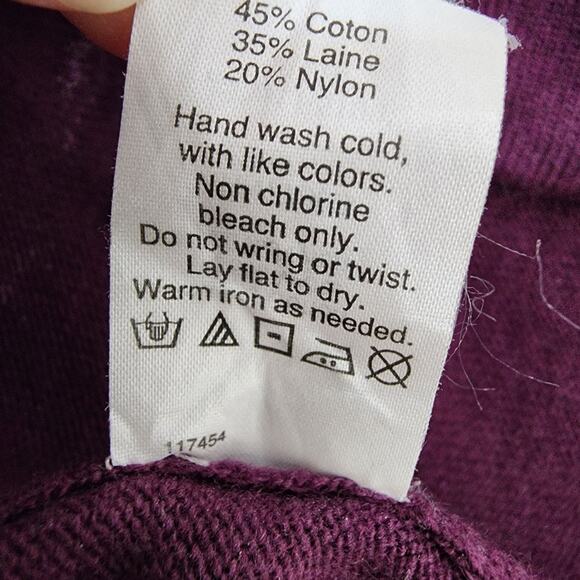 45% Coton
35% Laine
20% Nylon
Hand wash cold,
with like colors.
Non chlorine
bleach only.
Do not wring or twist.
Lay flat to dry.
Warm iron as needed.
117454